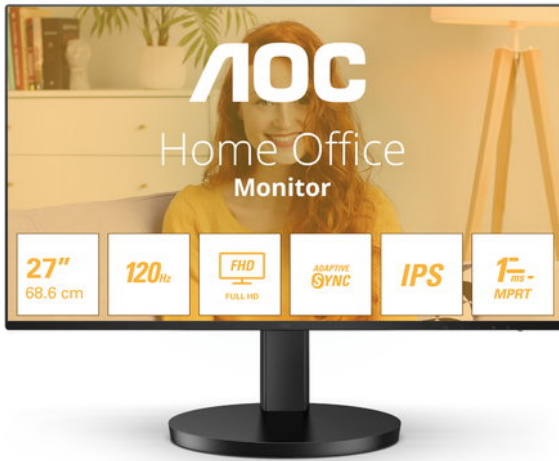 AOC
Home Office
Monitor
27"
68.6 cm
120Hz
FHD
FULL HD
ADAPTIVE
SYNC
IPS
1ms
MPRT